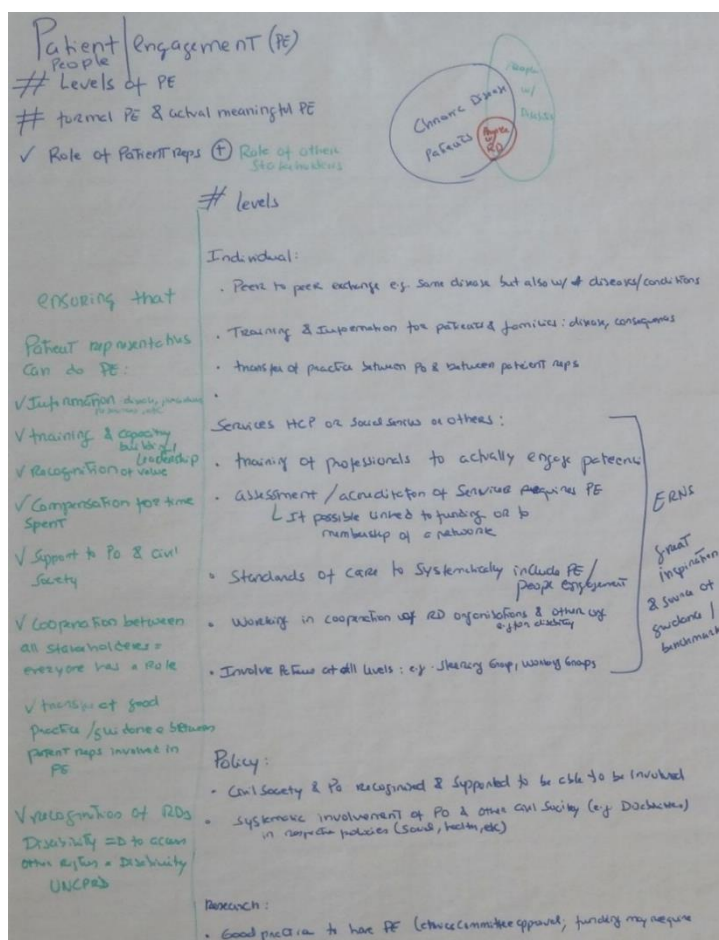 Patient / engagement (PE)
People
# Levels of PE
# formal PE & actual meaningful PE
✓ Role of Patient reps ⊕ Role of other
Stakeholders
Chronic Disease
Patients
People
w/
RD
People
w/
Disability
# levels
Individual:
· Peer to peer exchange e.g. same disease but also w/ ≠ diseases/conditions
· Training & Information for patients & families: disease, consequences
· transfer of practice between PO & between patient reps
·
Services HCP or Social Services or others:
· training of professionals to actually engage patients
· assessment / acreditation of Services requires PE
↳ If possible linked to funding or to
membership of a network
· Standards of care to Systematically include PE /
people engagement
· Working in cooperation w/ RD organisations & other
e.g. for disability
· Involve patients at all levels: e.g. Steering Group, Working Groups
ERNS
great
inspiration
& source of
guidance /
benchmark
Policy:
· Civil Society & PO recognised & supported to be able to be involved
· Systematic involvement of PO & other Civil Society (e.g. Disabilities)
in respective policies (social, health, etc)
Research:
· Good practice to have PE (ethics committee approval; funding may require
ensuring that
Patient representatives
can do PE:
✓ Information disease, procedures
✓ training & capacity
building /
leadership
✓ Recognition of value
✓ Compensation for time
spent
✓ Support to PO & Civil
Society
✓ Cooperation between
all stakeholders =
everyone has a Role
✓ transfer of good
practice / guidance between
patent reps involved in
PE
✓ recognition of RDs
Disability => to access
other rights = Disability
UNCPRD